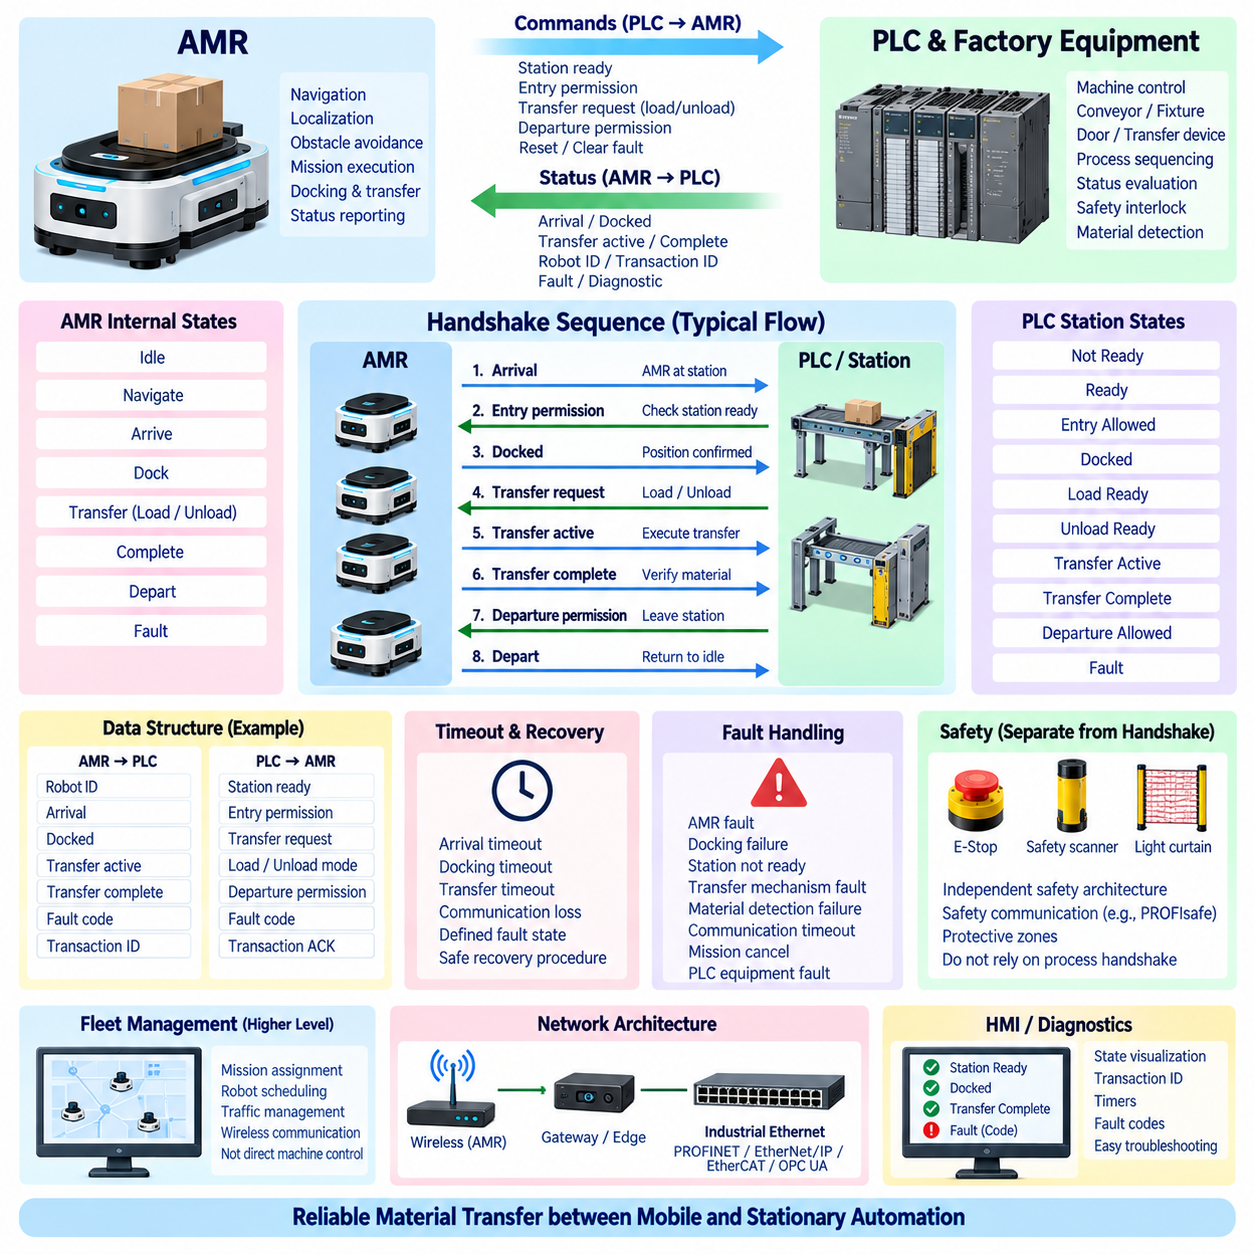 AMR
Navigation
Localization
Obstacle avoidance
Mission execution
Docking & transfer
Status reporting
Commands (PLC → AMR)
Station ready
Entry permission
Transfer request (load/unload)
Departure permission
Reset / Clear fault
Status (AMR → PLC)
Arrival / Docked
Transfer active / Complete
Robot ID / Transaction ID
Fault / Diagnostic
PLC & Factory Equipment
Machine control
Conveyor / Fixture
Door / Transfer device
Process sequencing
Status evaluation
Safety interlock
Material detection
AMR Internal States
Idle
Navigate
Arrive
Dock
Transfer (Load / Unload)
Complete
Depart
Fault
Handshake Sequence (Typical Flow)
AMR
PLC / Station
1. Arrival AMR at station
2. Entry permission Check station ready
3. Docked Position confirmed
4. Transfer request Load / Unload
5. Transfer active Execute transfer
6. Transfer complete Verify material
7. Departure permission Leave station
8. Depart Return to idle
PLC Station States
Not Ready
Ready
Entry Allowed
Docked
Load Ready
Unload Ready
Transfer Active
Transfer Complete
Departure Allowed
Fault
Data Structure (Example)
AMR → PLC
Robot ID
Arrival
Docked
Transfer active
Transfer complete
Fault code
Transaction ID
PLC → AMR
Station ready
Entry permission
Transfer request
Load / Unload mode
Departure permission
Fault code
Transaction ACK
Timeout & Recovery
Arrival timeout
Docking timeout
Transfer timeout
Communication loss
Defined fault state
Safe recovery procedure
Fault Handling
AMR fault
Docking failure
Station not ready
Transfer mechanism fault
Material detection failure
Communication timeout
Mission cancel
PLC equipment fault
Safety (Separate from Handshake)
E-Stop
Safety scanner
Light curtain
Independent safety architecture
Safety communication (e.g., PROFIsafe)
Protective zones
Do not rely on process handshake
Fleet Management (Higher Level)
Mission assignment
Robot scheduling
Traffic management
Wireless communication
Not direct machine control
Network Architecture
Wireless (AMR)
Gateway / Edge
Industrial Ethernet
PROFINET / EtherNet/IP /
EtherCAT / OPC UA
HMI / Diagnostics
Station Ready
Docked
Transfer Complete
Fault (Code)
State visualization
Transaction ID
Timers
Fault codes
Easy troubleshooting
Reliable Material Transfer between Mobile and Stationary Automation